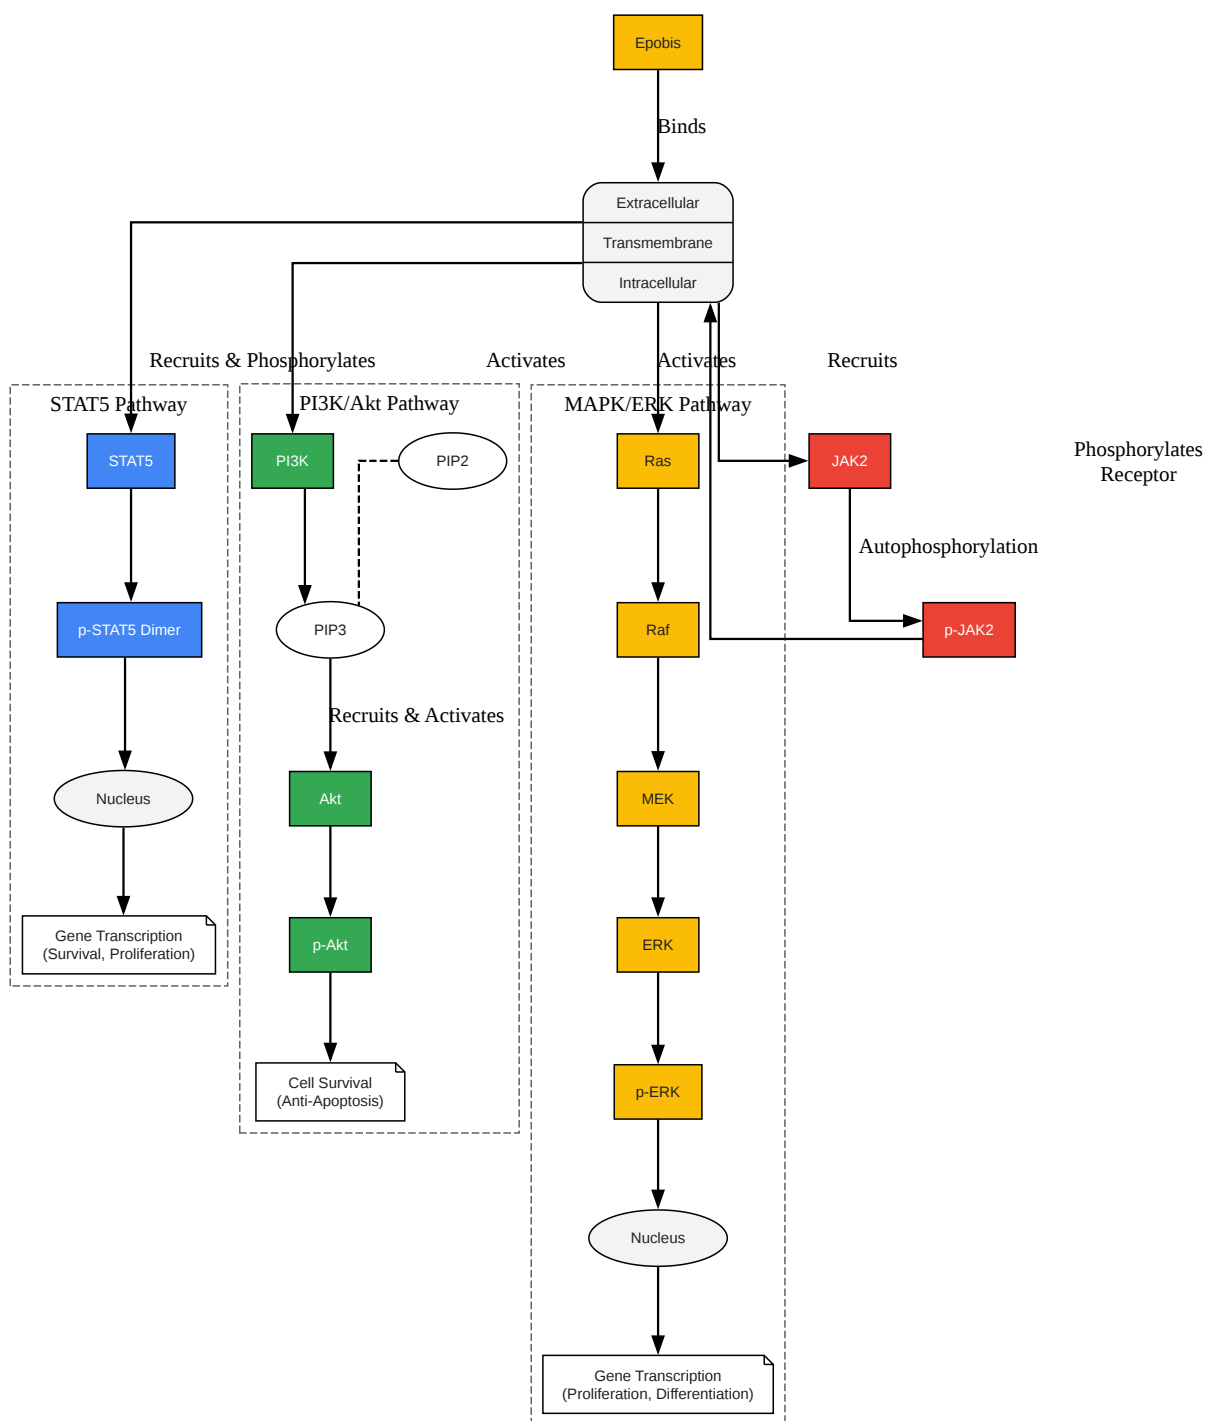 Epobis
Binds
Extracellular
Transmembrane
Intracellular
Recruits & Phosphorylates
Activates
Activates
Recruits
STAT5 Pathway
PI3K/Akt Pathway
MAPK/ERK Pathway
STAT5
PI3K
PIP2
Ras
JAK2
Phosphorylates
Receptor
Autophosphorylation
p-STAT5 Dimer
PIP3
Raf
p-JAK2
Recruits & Activates
Nucleus
Akt
MEK
Gene Transcription
(Survival, Proliferation)
p-Akt
ERK
Cell Survival
(Anti-Apoptosis)
p-ERK
Nucleus
Gene Transcription
(Proliferation, Differentiation)